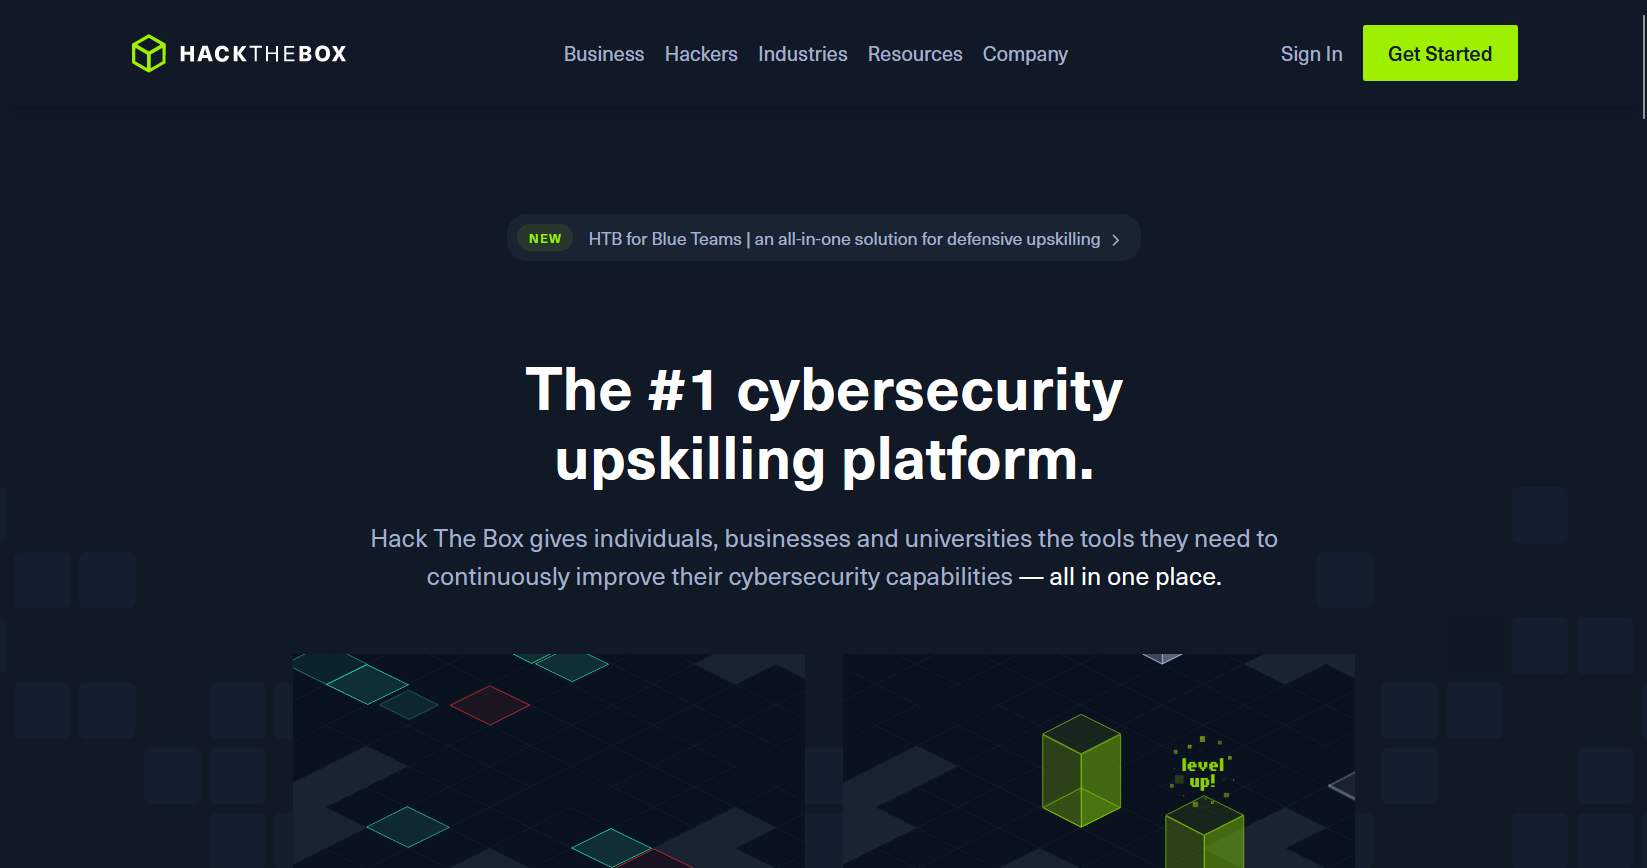 HACKTHEBOX
Business Hackers Industries Resources Company
Sign In
Get Started
NEW HTB for Blue Teams | an all-in-one solution for defensive upskilling
The #1 cybersecurity
upskilling platform.
Hack The Box gives individuals, businesses and universities the tools they need to
continuously improve their cybersecurity capabilities — all in one place.
level
up!